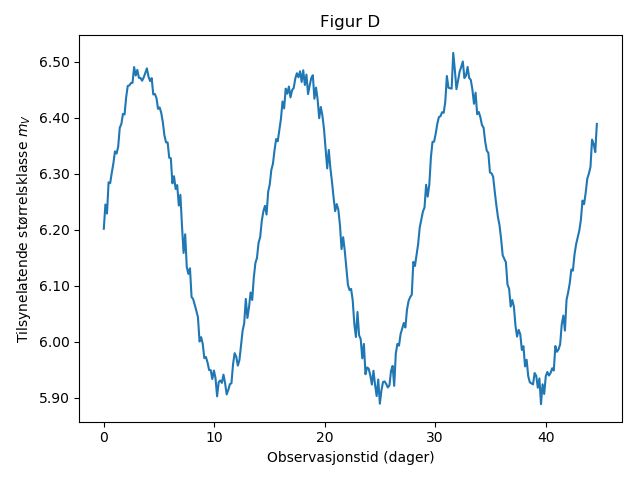 Figur D
Tilsynelatende størrelsklasse $m_V$
6.50
6.40
6.30
6.20
6.10
6.00
5.90
0 10 20 30 40
Observasjonstid (dager)